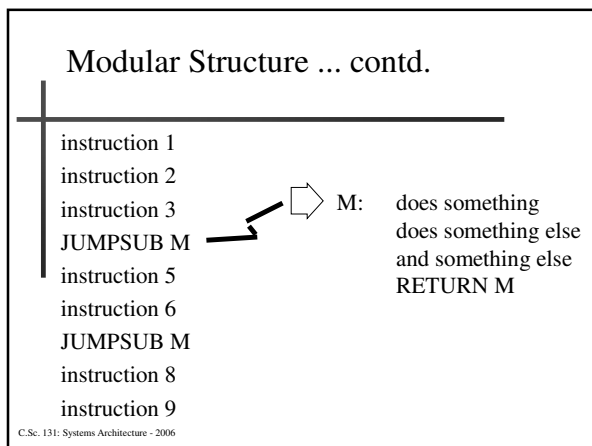 Modular Structure ... contd.
instruction 1
instruction 2
instruction 3
JUMPSUB M
instruction 5
instruction 6
JUMPSUB M
instruction 8
instruction 9
M: does something
does something else
and something else
RETURN M
C.Sc. 131: Systems Architecture - 2006